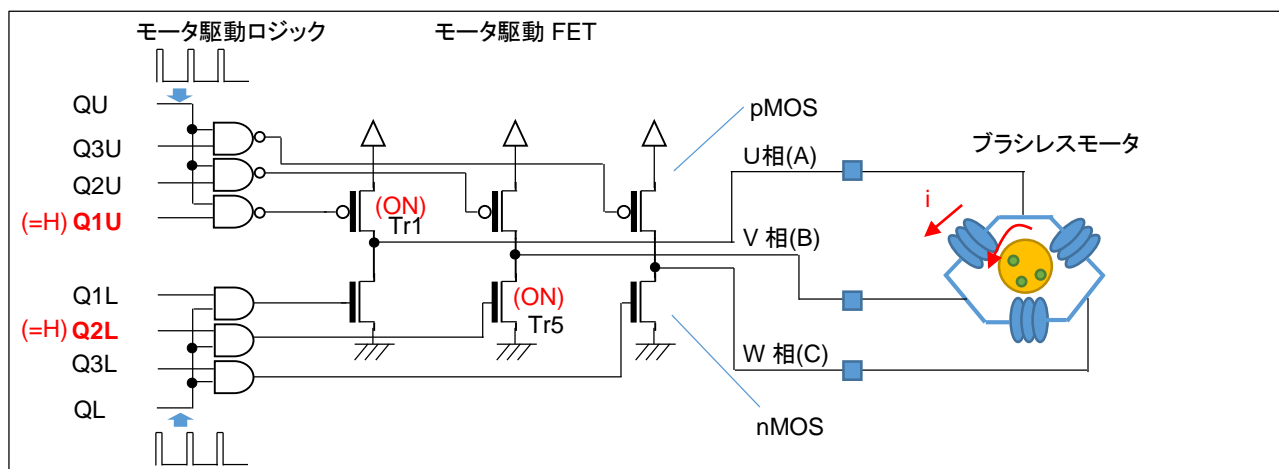 モータ駆動ロジック
モータ駆動 FET
QU
Q3U
Q2U
(=H) Q1U
Q1L
(=H) Q2L
Q3L
QL
(ON)
Tr1
(ON)
Tr5
pMOS
nMOS
U相(A)
V 相(B)
W 相(C)
ブラシレスモータ
i